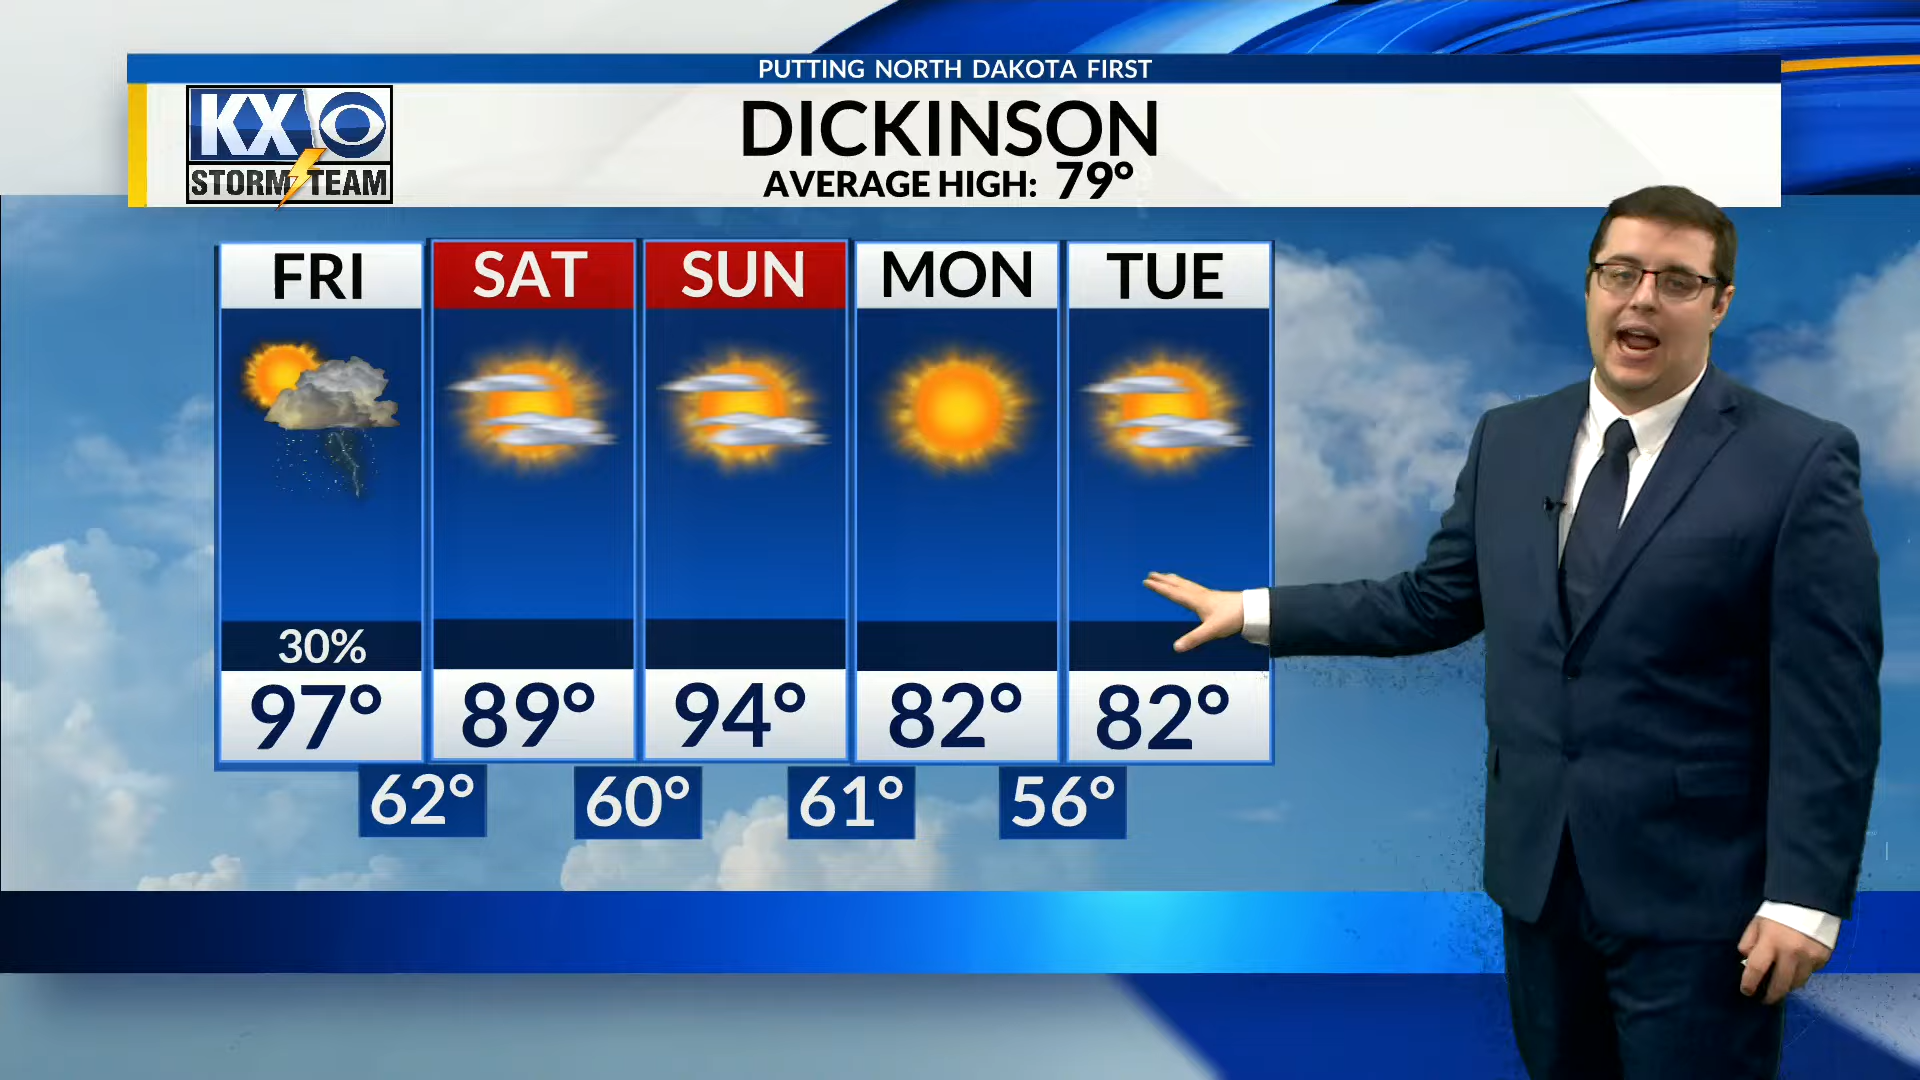 PUTTING NORTH DAKOTA FIRST
KX
STORM TEAM
DICKINSON
AVERAGE HIGH: 79°
FRI SAT SUN MON TUE
30%
97° 89° 94° 82° 82°
62° 60° 61° 56°